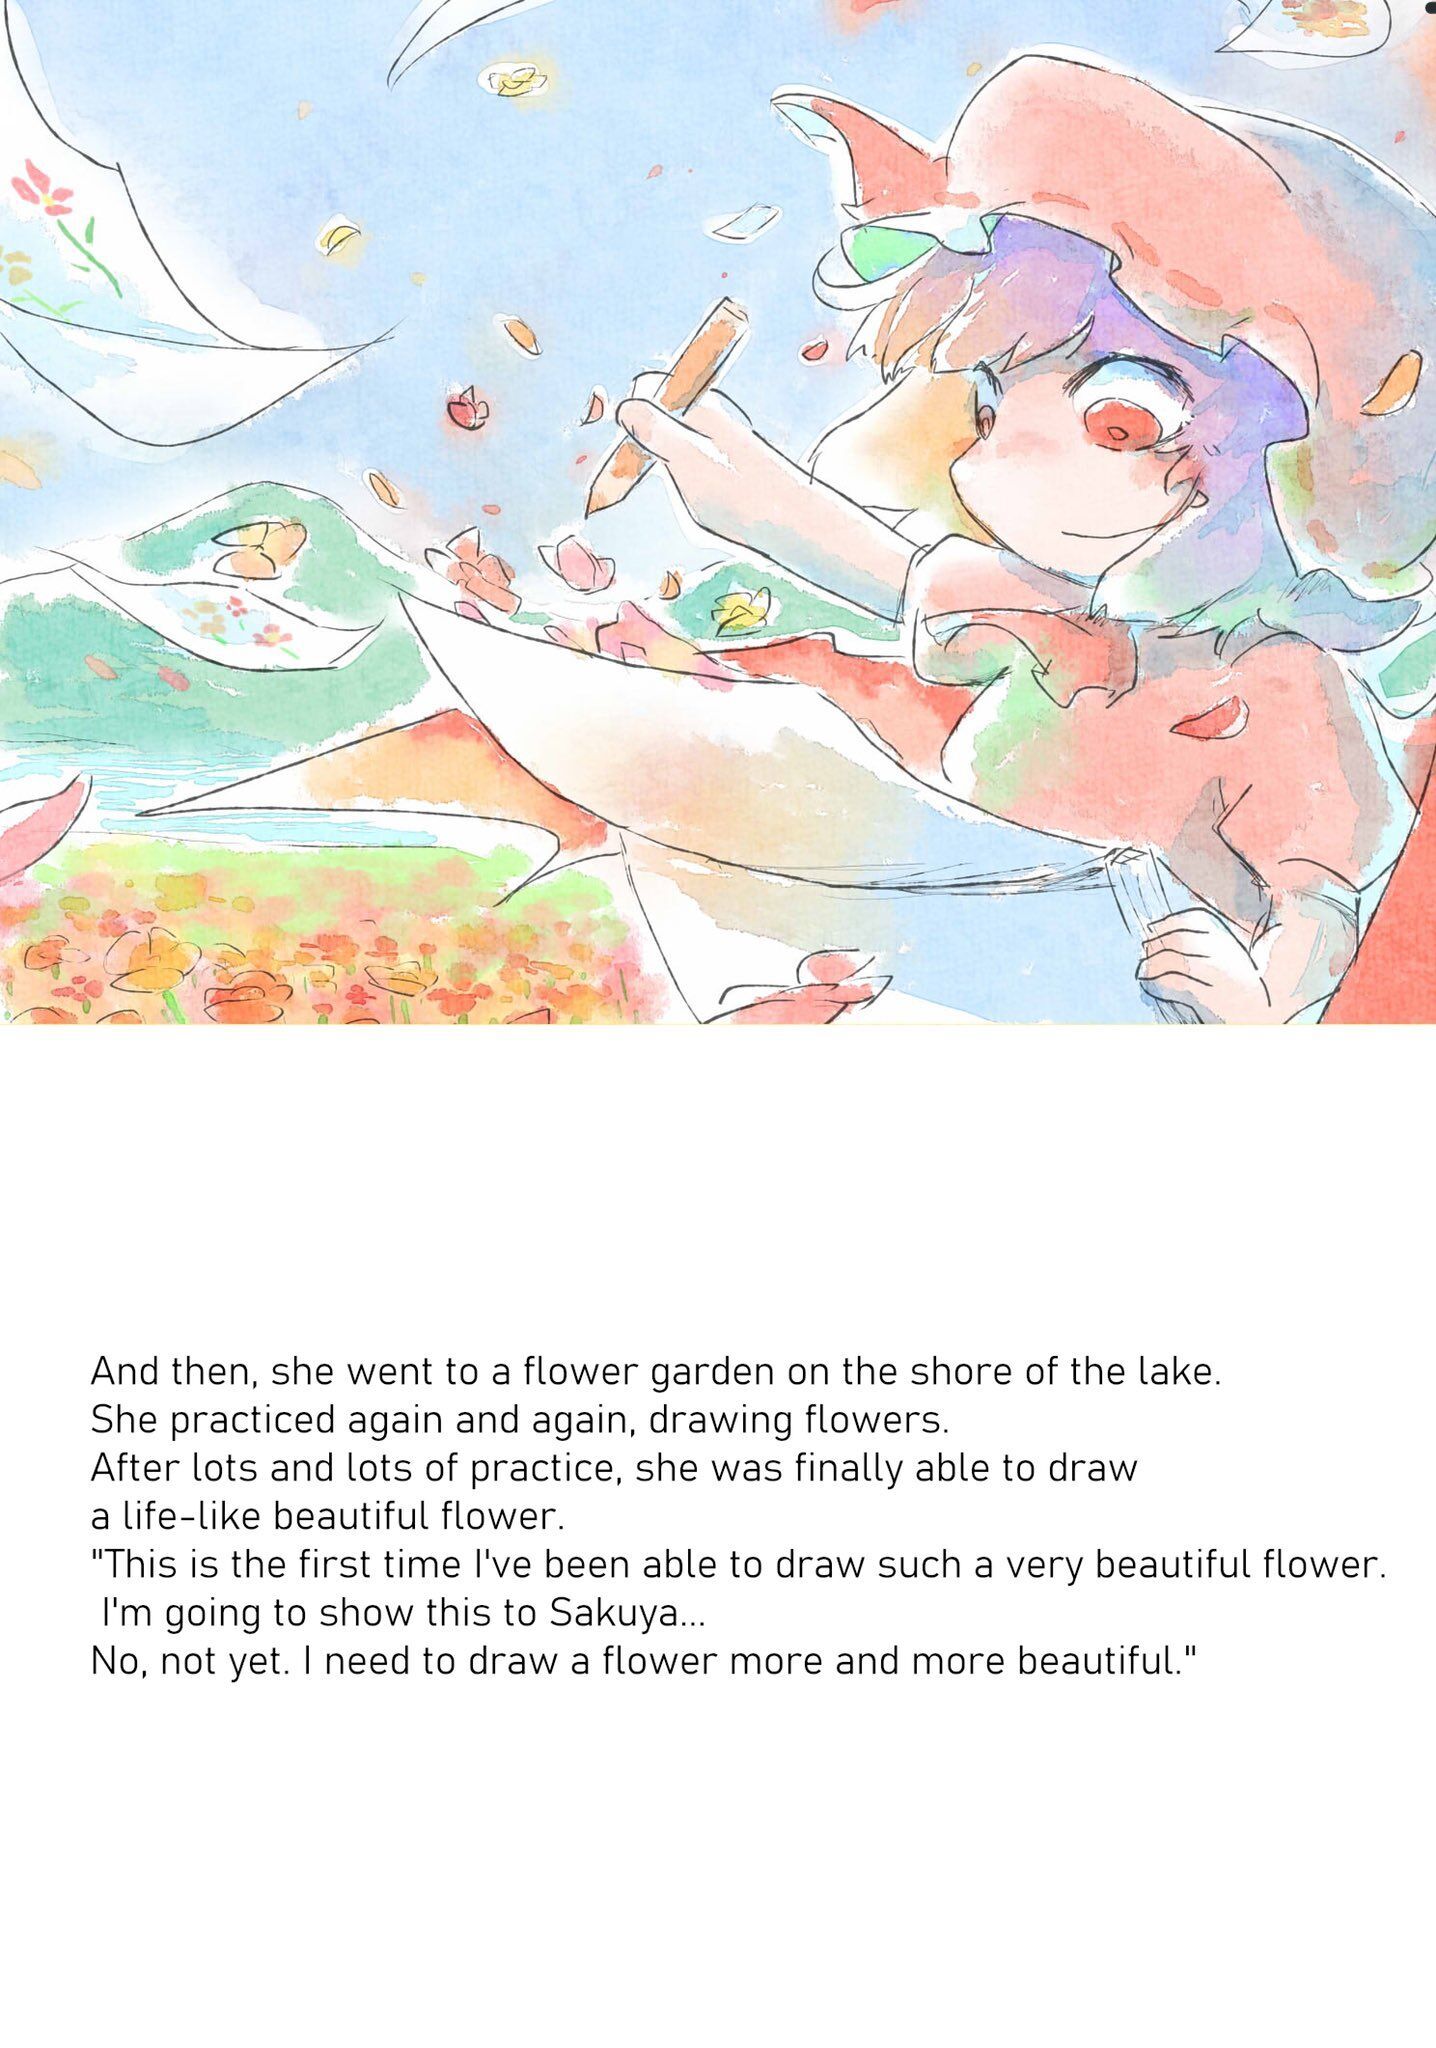 And then, she went to a flower garden on the shore of the lake.
She practiced again and again, drawing flowers.
After lots and lots of practice, she was finally able to draw
a life-like beautiful flower.
"This is the first time I've been able to draw such a very beautiful flower.
I'm going to show this to Sakuya...
No, not yet. I need to draw a flower more and more beautiful."